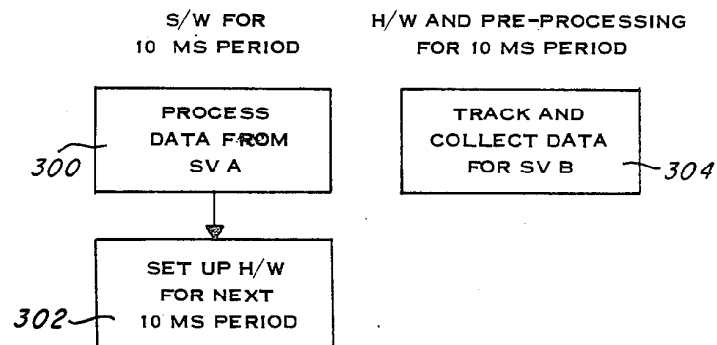 S/W FOR
10 MS PERIOD
H/W AND PRE-PROCESSING
FOR 10 MS PERIOD
PROCESS
DATA FROM
SV A
300
TRACK AND
COLLECT DATA
FOR SV B
304
SET UP H/W
FOR NEXT
10 MS PERIOD
302